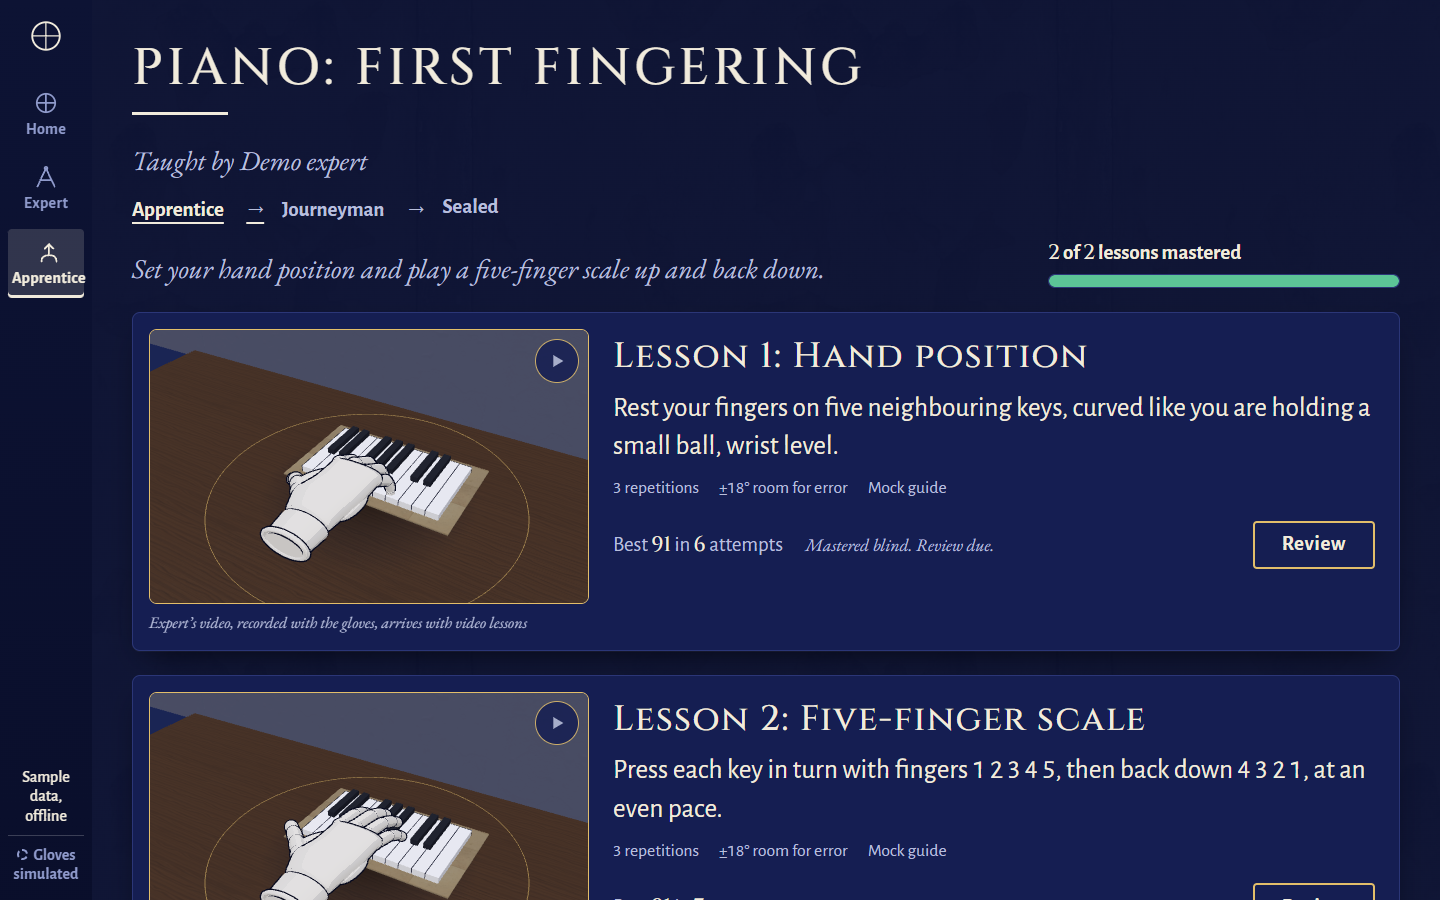 PIANO: FIRST FINGERING
Home
Expert
Apprentice
Sample
data,
offline
Gloves
simulated
Taught by Demo expert
Apprentice → Journeyman → Sealed
Set your hand position and play a five-finger scale up and back down.
2 of 2 lessons mastered
Lesson 1: Hand position
Rest your fingers on five neighbouring keys, curved like you are holding a
small ball, wrist level.
3 repetitions ±18° room for error Mock guide
Best 91 in 6 attempts Mastered blind. Review due.
Review
Expert's video, recorded with the gloves, arrives with video lessons
Lesson 2: Five-finger scale
Press each key in turn with fingers 1 2 3 4 5, then back down 4 3 2 1, at an
even pace.
3 repetitions ±18° room for error Mock guide